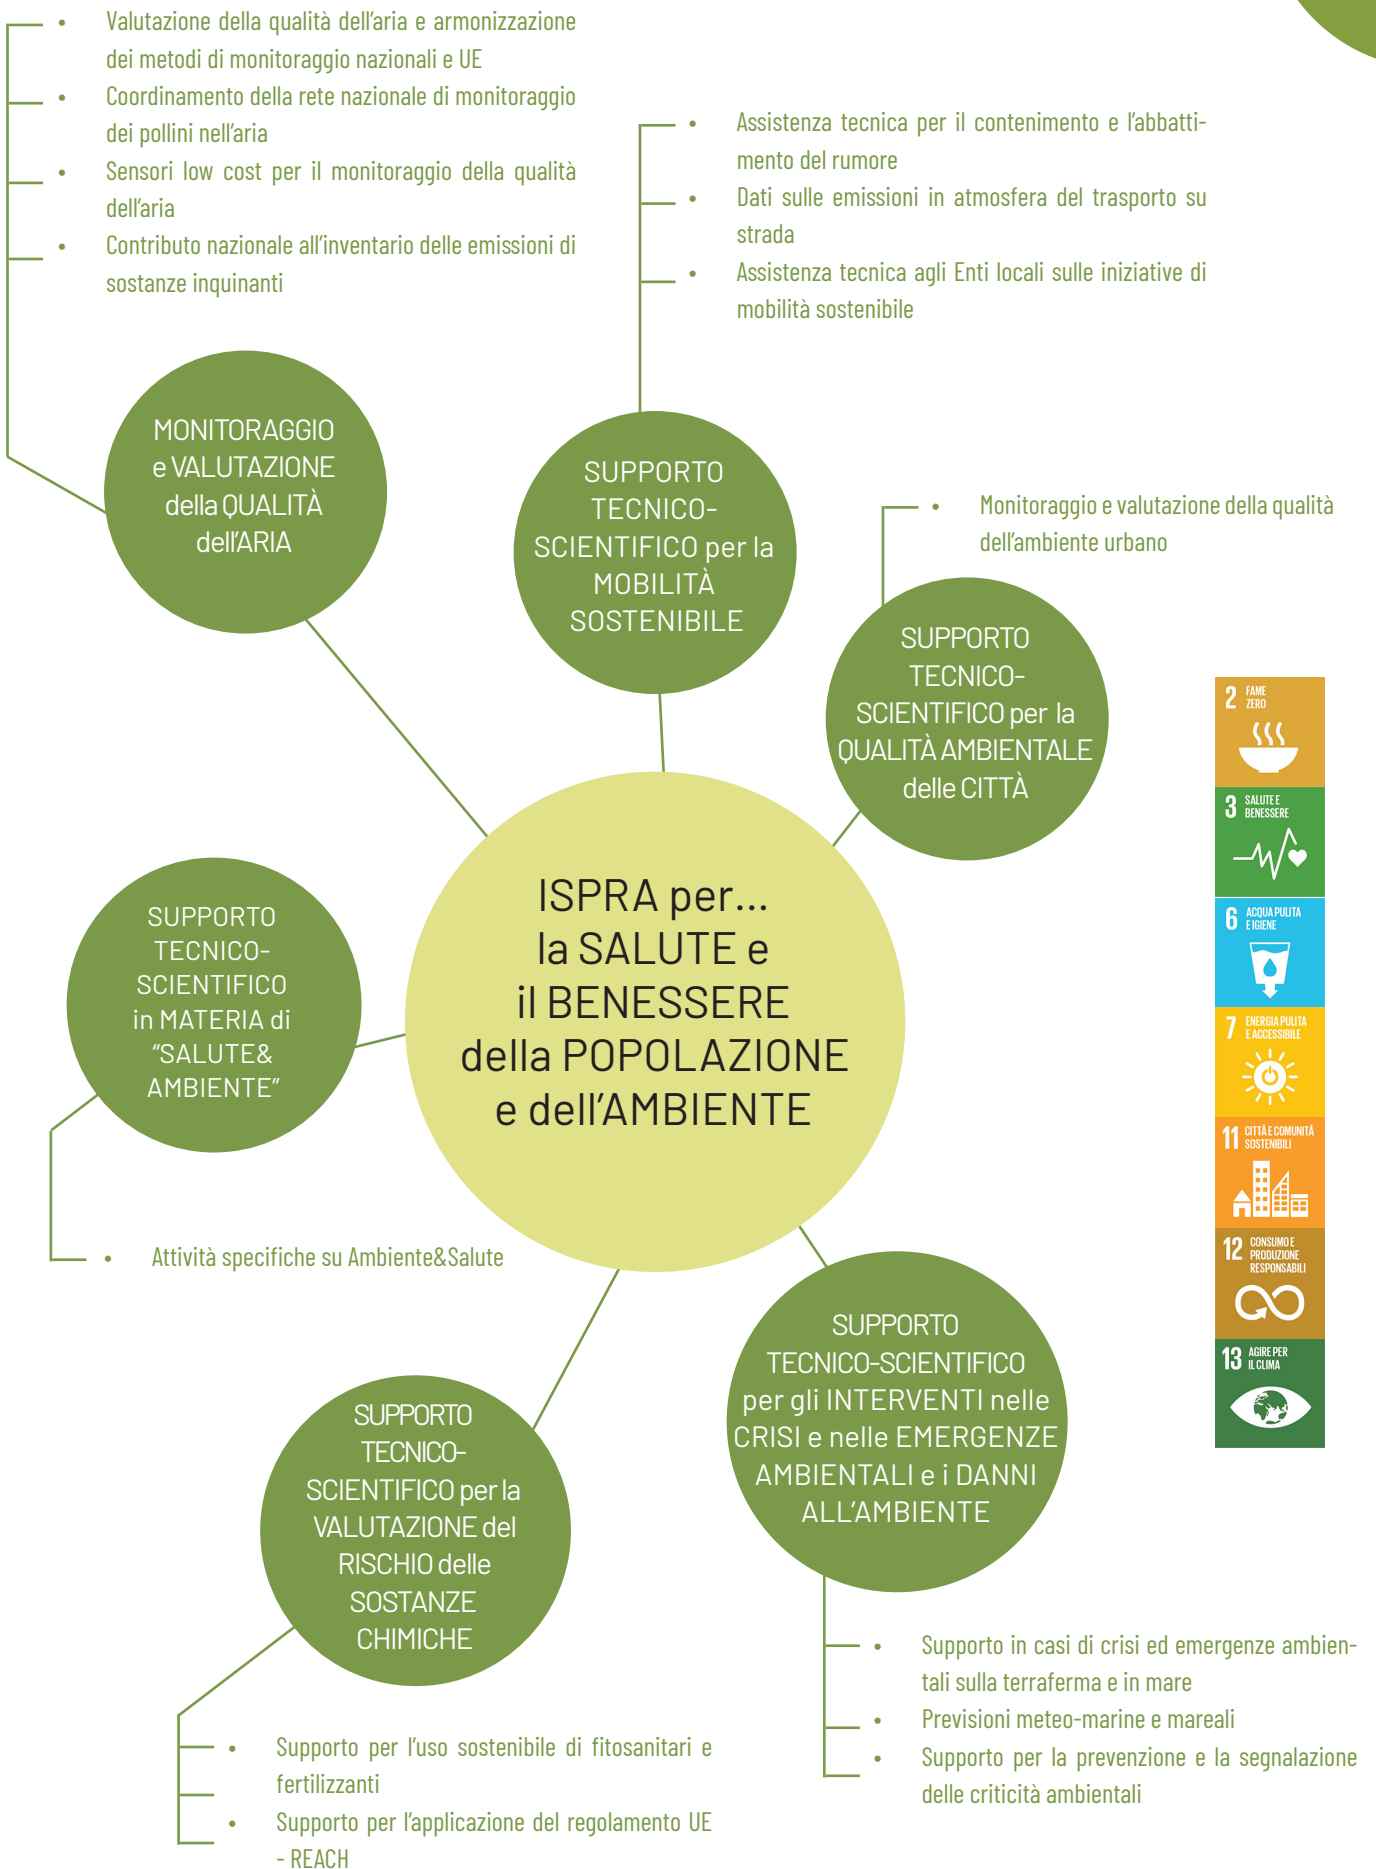 • Valutazione della qualità dell'aria e armonizzazione
dei metodi di monitoraggio nazionali e UE
• Coordinamento della rete nazionale di monitoraggio
dei pollini nell'aria
• Sensori low cost per il monitoraggio della qualità
dell'aria
• Contributo nazionale all'inventario delle emissioni di
sostanze inquinanti
• Assistenza tecnica per il contenimento e l'abbatti-
mento del rumore
• Dati sulle emissioni in atmosfera del trasporto su
strada
• Assistenza tecnica agli Enti locali sulle iniziative di
mobilità sostenibile
MONITORAGGIO
e VALUTAZIONE
della QUALITÀ
dell'ARIA
SUPPORTO
TECNICO-
SCIENTIFICO per la
MOBILITÀ
SOSTENIBILE
• Monitoraggio e valutazione della qualità
dell'ambiente urbano
SUPPORTO
TECNICO-
SCIENTIFICO per la
QUALITÀ AMBIENTALE
delle CITTÀ
ISPRA per...
la SALUTE e
il BENESSERE
della POPOLAZIONE
e dell'AMBIENTE
SUPPORTO
TECNICO-
SCIENTIFICO
in MATERIA di
"SALUTE&
AMBIENTE"
• Attività specifiche su Ambiente&Salute
SUPPORTO
TECNICO-
SCIENTIFICO per la
VALUTAZIONE del
RISCHIO delle
SOSTANZE
CHIMICHE
• Supporto per l'uso sostenibile di fitosanitari e
fertilizzanti
• Supporto per l'applicazione del regolamento UE
- REACH
SUPPORTO
TECNICO-SCIENTIFICO
per gli INTERVENTI nelle
CRISI e nelle EMERGENZE
AMBIENTALI e i DANNI
ALL'AMBIENTE
• Supporto in casi di crisi ed emergenze ambien-
tali sulla terraferma e in mare
• Previsioni meteo-marine e mareali
• Supporto per la prevenzione e la segnalazione
delle criticità ambientali
2 FAME
ZERO
3 SALUTE E
BENESSERE
6 ACQUA PULITA
E IGIENE
7 ENERGIA PULITA
E ACCESSIBILE
11 CITTÀ E COMUNITÀ
SOSTENIBILI
12 CONSUMO E
PRODUZIONE
RESPONSABILI
13 AGIRE PER
IL CLIMA